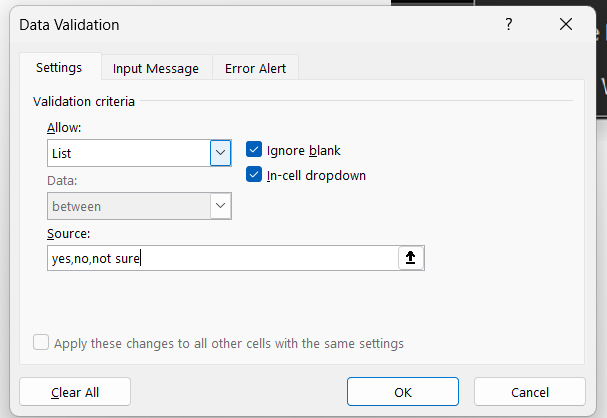 Data Validation
?
Settings
Input Message
Error Alert
Validation criteria
Allow:
List
Ignore blank
In-cell dropdown
Data:
between
Source:
yes,no,not sure
Apply these changes to all other cells with the same settings
Clear All
OK
Cancel